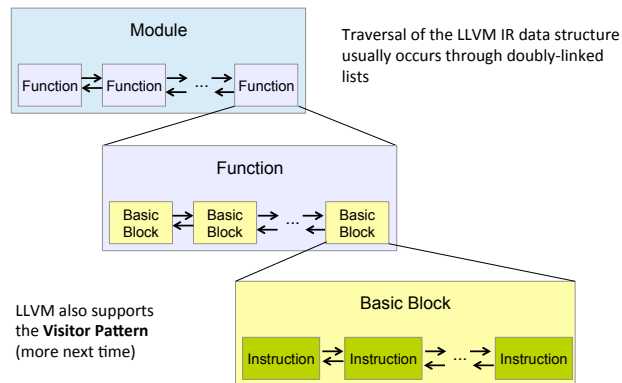 Module
Traversal of the LLVM IR data structure
usually occurs through doubly-linked
lists
Function Function ... Function
Function
Basic Basic Basic
Block Block ... Block
LLVM also supports
the Visitor Pattern
(more next time)
Basic Block
Instruction Instruction ... Instruction